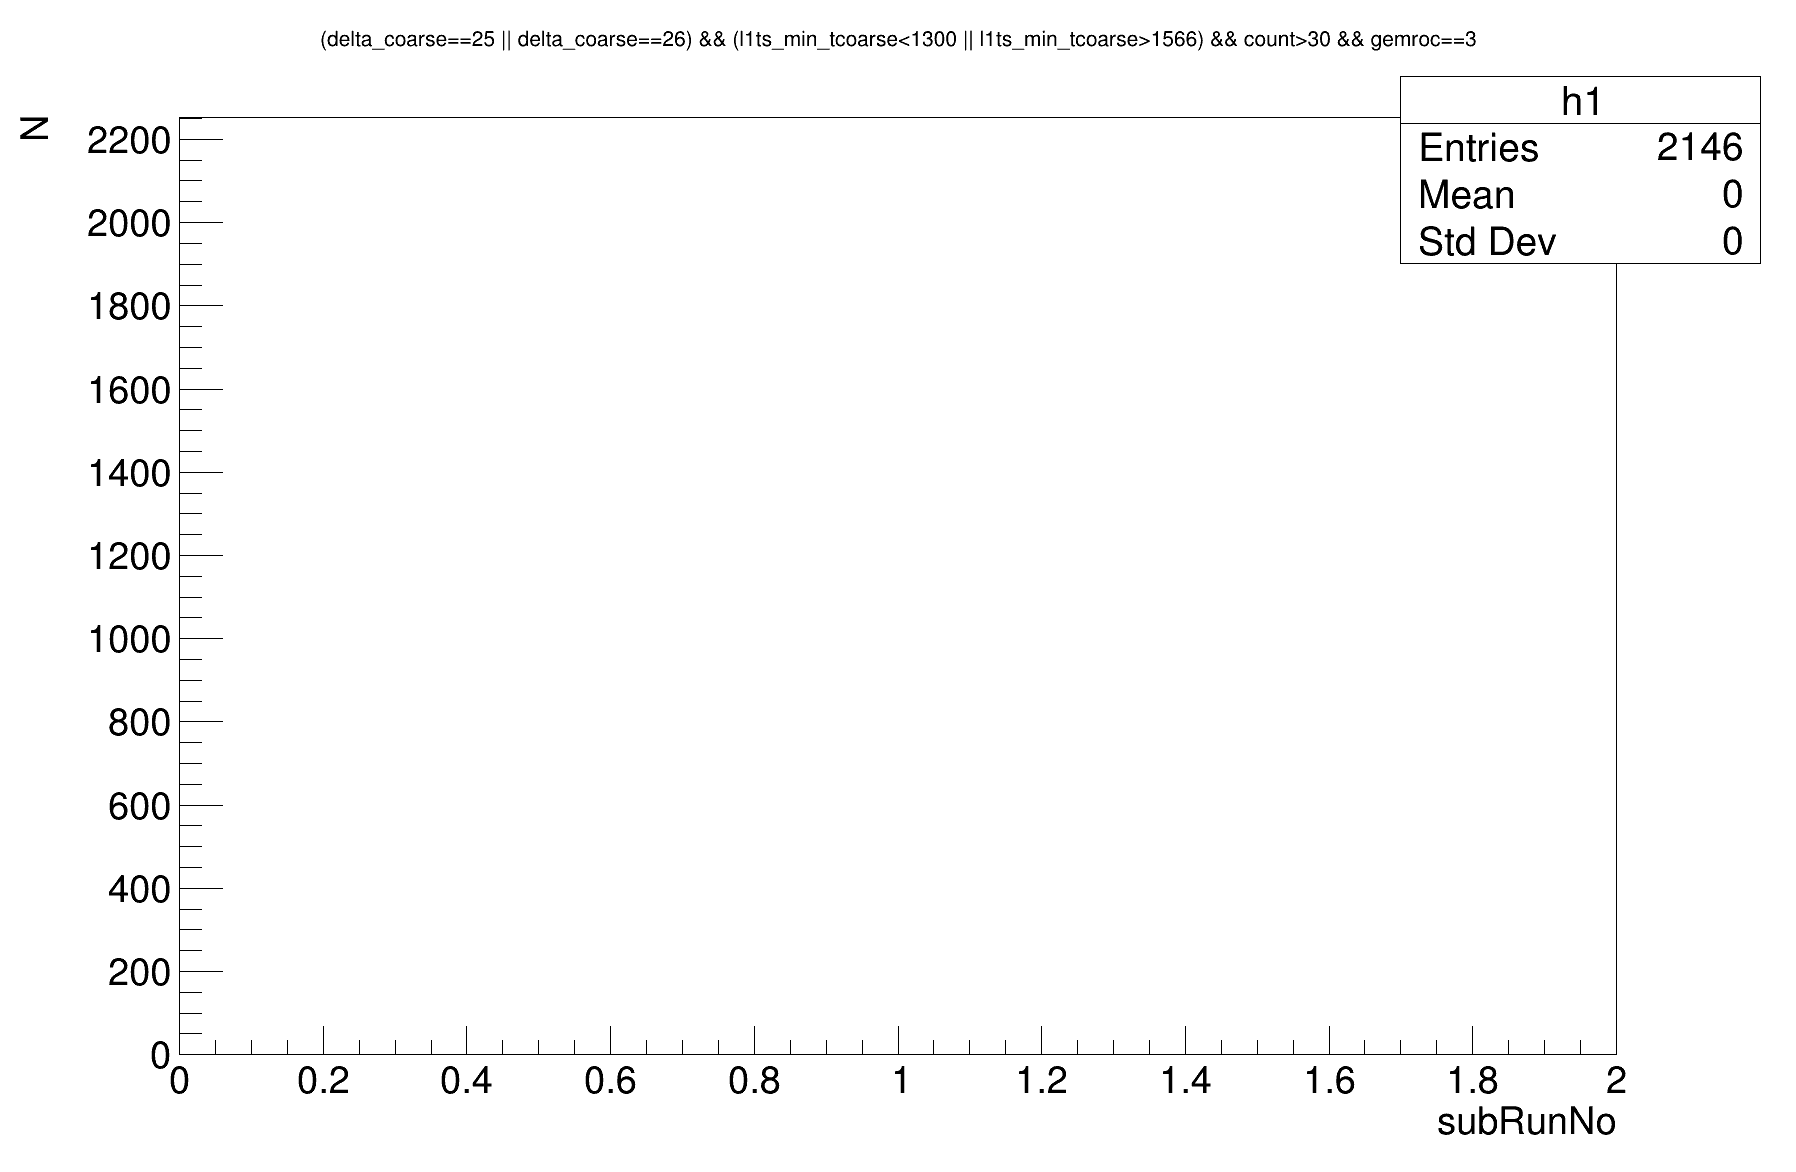 (delta_coarse==25 || delta_coarse==26) && (l1ts_min_tcoarse<1300 || l1ts_min_tcoarse>1566) && count>30 && gemroc==3
h1
Entries 2146
Mean 0
Std Dev 0
N
2200
2000
1800
1600
1400
1200
1000
800
600
400
200
0
0 0.2 0.4 0.6 0.8 1 1.2 1.4 1.6 1.8 2
subRunNo